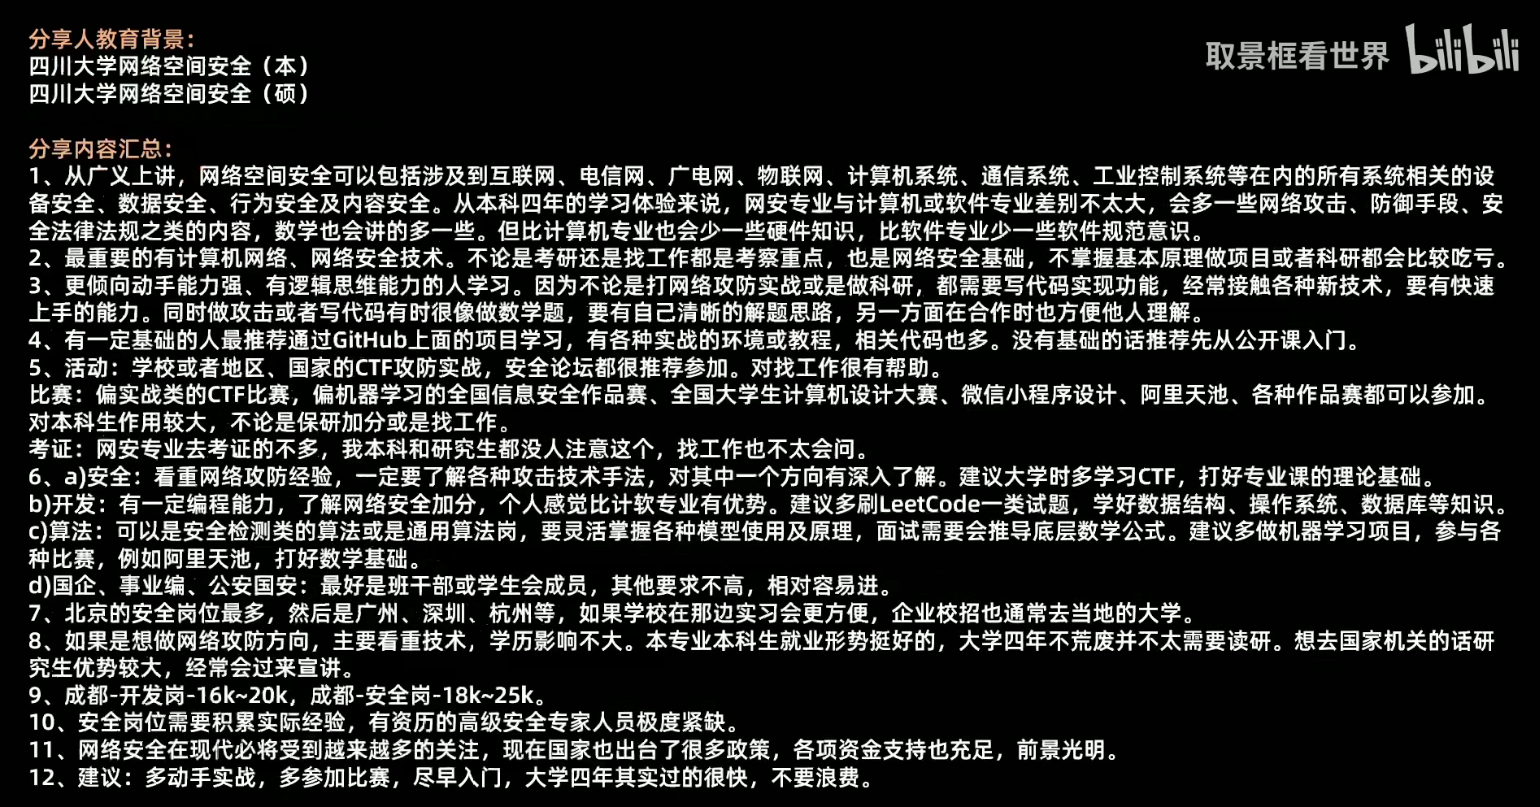 分享人教育背景：
四川大学网络空间安全（本）
四川大学网络空间安全（硕）
取景框看世界 bilibili
分享内容汇总：
1、从广义上讲，网络空间安全可以包括涉及到互联网、电信网、广电网、物联网、计算机系统、通信系统、工业控制系统等在内的所有系统相关的设
备安全、数据安全、行为安全及内容安全。从本科四年的学习体验来说，网安专业与计算机或软件专业差别不太大，会多一些网络攻击、防御手段、安
全法律法规之类的内容，数学也会讲的多一些。但比计算机专业也会少一些硬件知识，比软件专业少一些软件规范意识。
2、最重要的有计算机网络、网络安全技术。不论是考研还是找工作都是考察重点，也是网络安全基础，不掌握基本原理做项目或者科研都会比较吃亏。
3、更倾向动手能力强、有逻辑思维能力的人学习。因为不论是打网络攻防实战或是做科研，都需要写代码实现功能，经常接触各种新技术，要有快速
上手的能力。同时做攻击或者写代码有时很像做数学题，要有自己清晰的解题思路，另一方面在合作时也方便他人理解。
4、有一定基础的人最推荐通过GitHub上面的项目学习，有各种实战的环境或教程，相关代码也多。没有基础的话推荐先从公开课入门。
5、活动：学校或者地区、国家的CTF攻防实战，安全论坛都很推荐参加。对找工作很有帮助。
比赛：偏实战类的CTF比赛，偏机器学习的全国信息安全作品赛、全国大学生计算机设计大赛、微信小程序设计、阿里天池、各种作品赛都可以参加。
对本科生作用较大，不论是保研加分或是找工作。
考证：网安专业去考证的不多，我本科和研究生都没人注意这个，找工作也不太会问。
6、a)安全：看重网络攻防经验，一定要了解各种攻击技术手法，对其中一个方向有深入了解。建议大学时多学习CTF，打好专业课的理论基础。
b)开发：有一定编程能力，了解网络安全加分，个人感觉比计软专业有优势。建议多刷LeetCode一类试题，学好数据结构、操作系统、数据库等知识。
c)算法：可以是安全检测类的算法或是通用算法岗，要灵活掌握各种模型使用及原理，面试需要会推导底层数学公式。建议多做机器学习项目，参与各
种比赛，例如阿里天池，打好数学基础。
d)国企、事业编、公安国安：最好是班干部或学生会成员，其他要求不高，相对容易进。
7、北京的安全岗位最多，然后是广州、深圳、杭州等，如果学校在那边实习会更方便，企业校招也通常去当地的大学。
8、如果是想做网络攻防方向，主要看重技术，学历影响不大。本专业本科生就业形势挺好的，大学四年不荒废并不太需要读研。想去国家机关的话研
究生优势较大，经常会过来宣讲。
9、成都-开发岗-16k~20k，成都-安全岗-18k~25k。
10、安全岗位需要积累实际经验，有资历的高级安全专家人员极度紧缺。
11、网络安全在现代必将受到越来越多的关注，现在国家也出台了很多政策，各项资金支持也充足，前景光明。
12、建议：多动手实战，多参加比赛，尽早入门，大学四年其实过的很快，不要浪费。